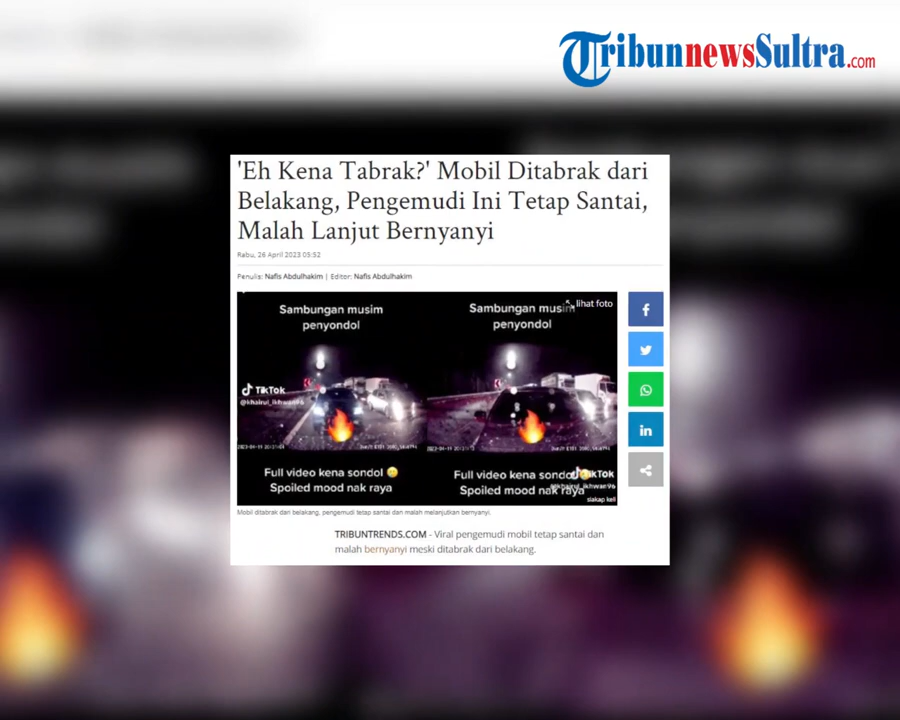 TribunnewsSultra.com
'Eh Kena Tabrak?' Mobil Ditabrak dari
Belakang, Pengemudi Ini Tetap Santai,
Malah Lanjut Bernyanyi
Rabu, 26 April 2023 05:52
Penulis: Nafis Abdulhakim | Editor: Nafis Abdulhakim
lihat foto
Sambungan musim
penyondol
TikTok
@khairul_ikhwan96
Full video kena sondol
Spoiled mood nak raya
Sambungan musim
penyondol
Full video kena sondol
Spoiled mood nak raya
TikTok
@khairul_ikhwan96
siakap keli
Mobil ditabrak dari belakang, pengemudi tetap santai dan malah melanjutkan bernyanyi.
TRIBUNTRENDS.COM - Viral pengemudi mobil tetap santai dan
malah bernyanyi meski ditabrak dari belakang.